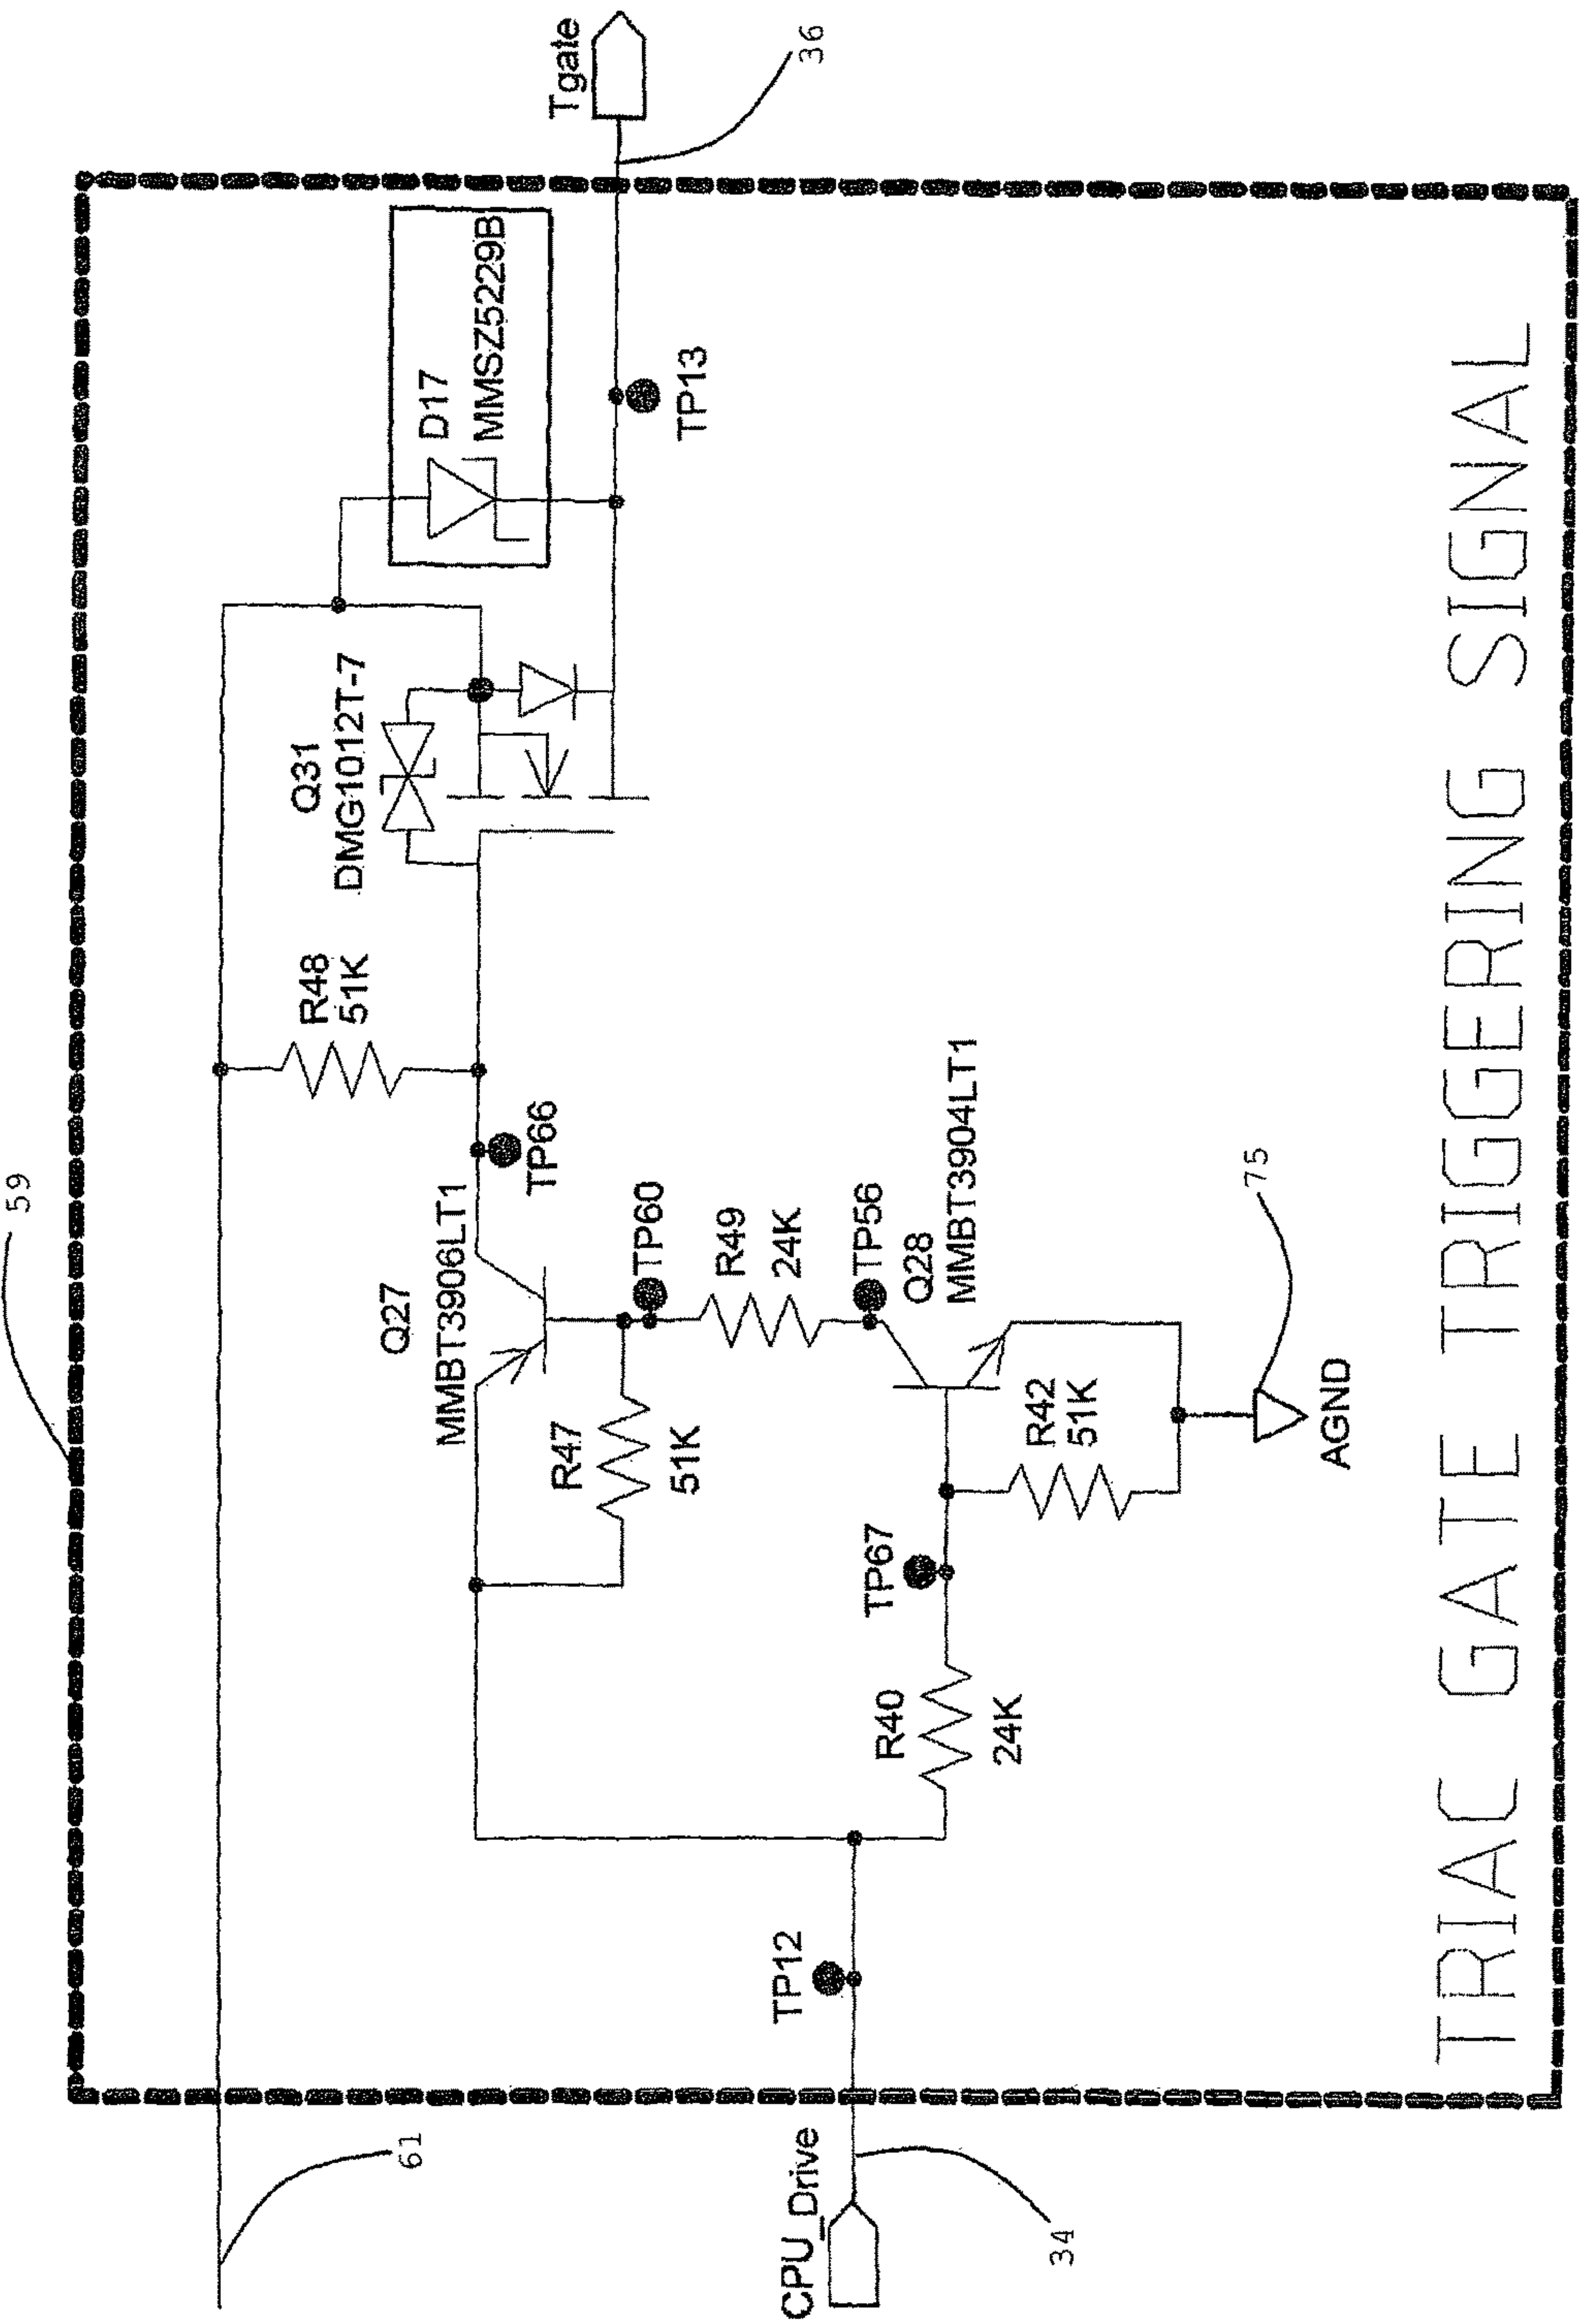 59
61
CPU_Drive
34
TP12
R40
24K
TP67
R42
51K
AGND
75
R47
51K
Q27
MMBT3906LT1
TP60
R49
24K
TP56
Q28
MMBT3904LT1
TP66
R48
51K
Q31
DMG1012T-7
D17
MMSZ5229B
TP13
Tgate
36
TRIAC GATE TRIGGERING SIGNAL